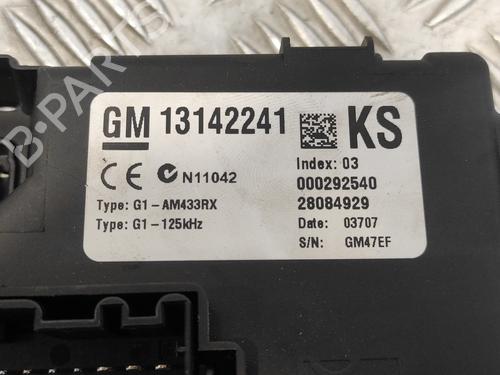 GM 13142241 KS
CE N11042
Index: 03
000292540
Type: G1-AM433RX
28084929
Type: G1-125kHz
Date: 03707
S/N: GM47EF
B-PARTS
B-PARTS